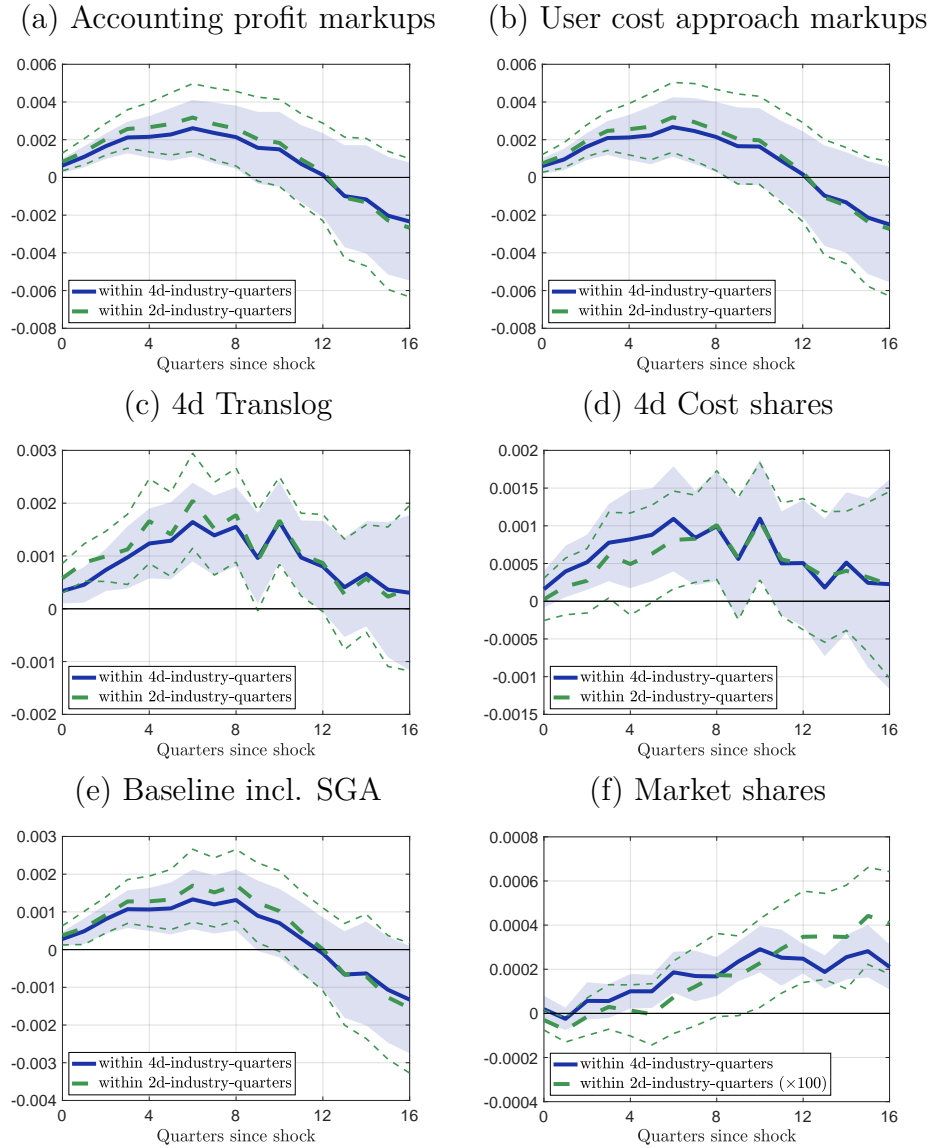 (a) Accounting profit markups
0.006
0.004
0.002
0
-0.002
-0.004
-0.006
-0.008
within 4d-industry-quarters
within 2d-industry-quarters
0 4 8 12 16
Quarters since shock
(b) User cost approach markups
0.006
0.004
0.002
0
-0.002
-0.004
-0.006
-0.008
within 4d-industry-quarters
within 2d-industry-quarters
0 4 8 12 16
Quarters since shock
(c) 4d Translog
0.003
0.002
0.001
0
-0.001
-0.002
within 4d-industry-quarters
within 2d-industry-quarters
0 4 8 12 16
Quarters since shock
(d) 4d Cost shares
0.002
0.0015
0.001
0.0005
0
-0.0005
-0.001
-0.0015
within 4d-industry-quarters
within 2d-industry-quarters
0 4 8 12 16
Quarters since shock
(e) Baseline incl. SGA
0.003
0.002
0.001
0
-0.001
-0.002
-0.003
-0.004
within 4d-industry-quarters
within 2d-industry-quarters
0 4 8 12 16
Quarters since shock
(f) Market shares
0.0008
0.0006
0.0004
0.0002
0
-0.0002
-0.0004
within 4d-industry-quarters
within 2d-industry-quarters (×100)
0 4 8 12 16
Quarters since shock